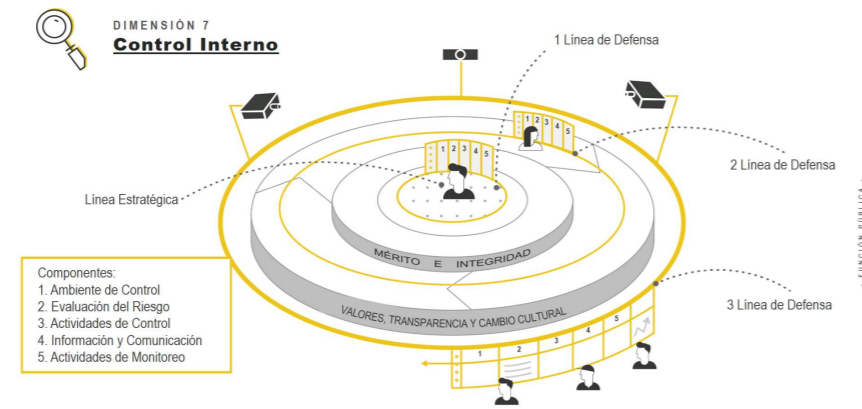 DIMENSIÓN 7
Control Interno
1 Línea de Defensa
1 2 3 4 5
1 2 3 4 5
2 Línea de Defensa
Línea Estratégica
MÉRITO E INTEGRIDAD
VALORES, TRANSPARENCIA Y CAMBIO CULTURAL
3 Línea de Defensa
1 2 3 4 5
Componentes:
1. Ambiente de Control
2. Evaluación del Riesgo
3. Actividades de Control
4. Información y Comunicación
5. Actividades de Monitoreo
- FUNCIÓN PÚBLICA -